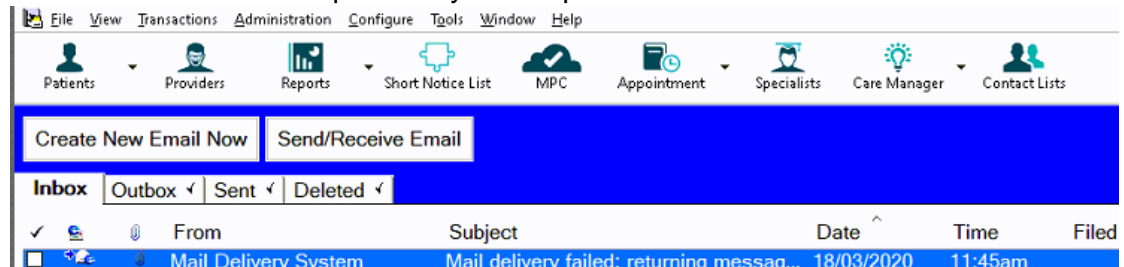 File View Transactions Administration Configure Tools Window Help
Patients Providers Reports Short Notice List MPC Appointment Specialists Care Manager Contact Lists
Create New Email Now Send/Receive Email
Inbox Outbox ✓ Sent ✓ Deleted ✓
✓ From Subject Date ^ Time Filed
Mail Delivery System Mail delivery failed: returning messag... 18/03/2020 11:45am